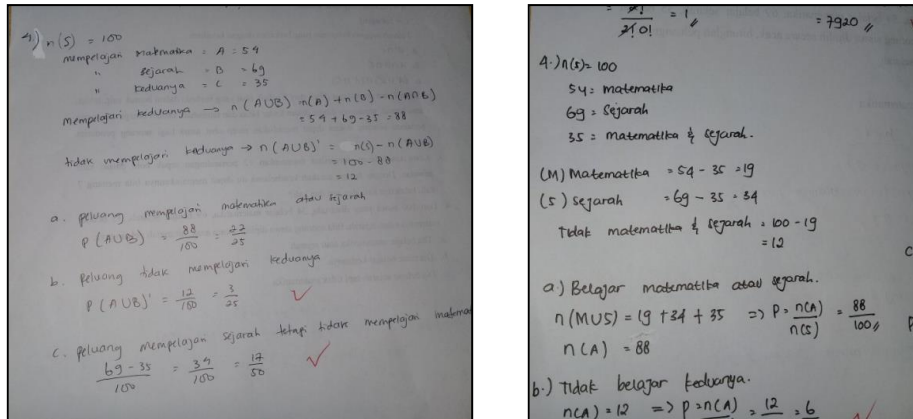 4) n(S) = 100
mempelajari matematika = A = 54
" sejarah = B = 69
" keduanya = C = 35
mempelajari keduanya → n(A∪B) = n(A) + n(B) - n(A∩B)
= 54 + 69 - 35 = 88
tidak mempelajari keduanya → n(A∪B)' = n(S) - n(A∪B)
= 100 - 88
= 12
a. peluang mempelajari matematika atau sejarah
P(A∪B) = 88/100 = 22/25
b. peluang tidak mempelajari keduanya
P(A∪B)' = 12/100 = 3/25
c. peluang mempelajari sejarah tetapi tidak mempelajari
69 - 35/100 = 34/100 = 17/50
2!0! = 1
= 7920
4.) n(S) = 100
54 = matematika
69 = Sejarah
35 = matematika & sejarah.
(M) Matematika = 54 - 35 = 19
(S) Sejarah = 69 - 35 = 34
Tidak matematika & sejarah = 100 - 19
= 12
a.) Belajar matematika atau sejarah.
n(MUS) = 19 + 34 + 35 => P = n(A)/n(S) = 88/100
n(A) = 88
b.) Tidak belajar keduanya.
n(A) = 12 => P = n(A) = 12 = 6